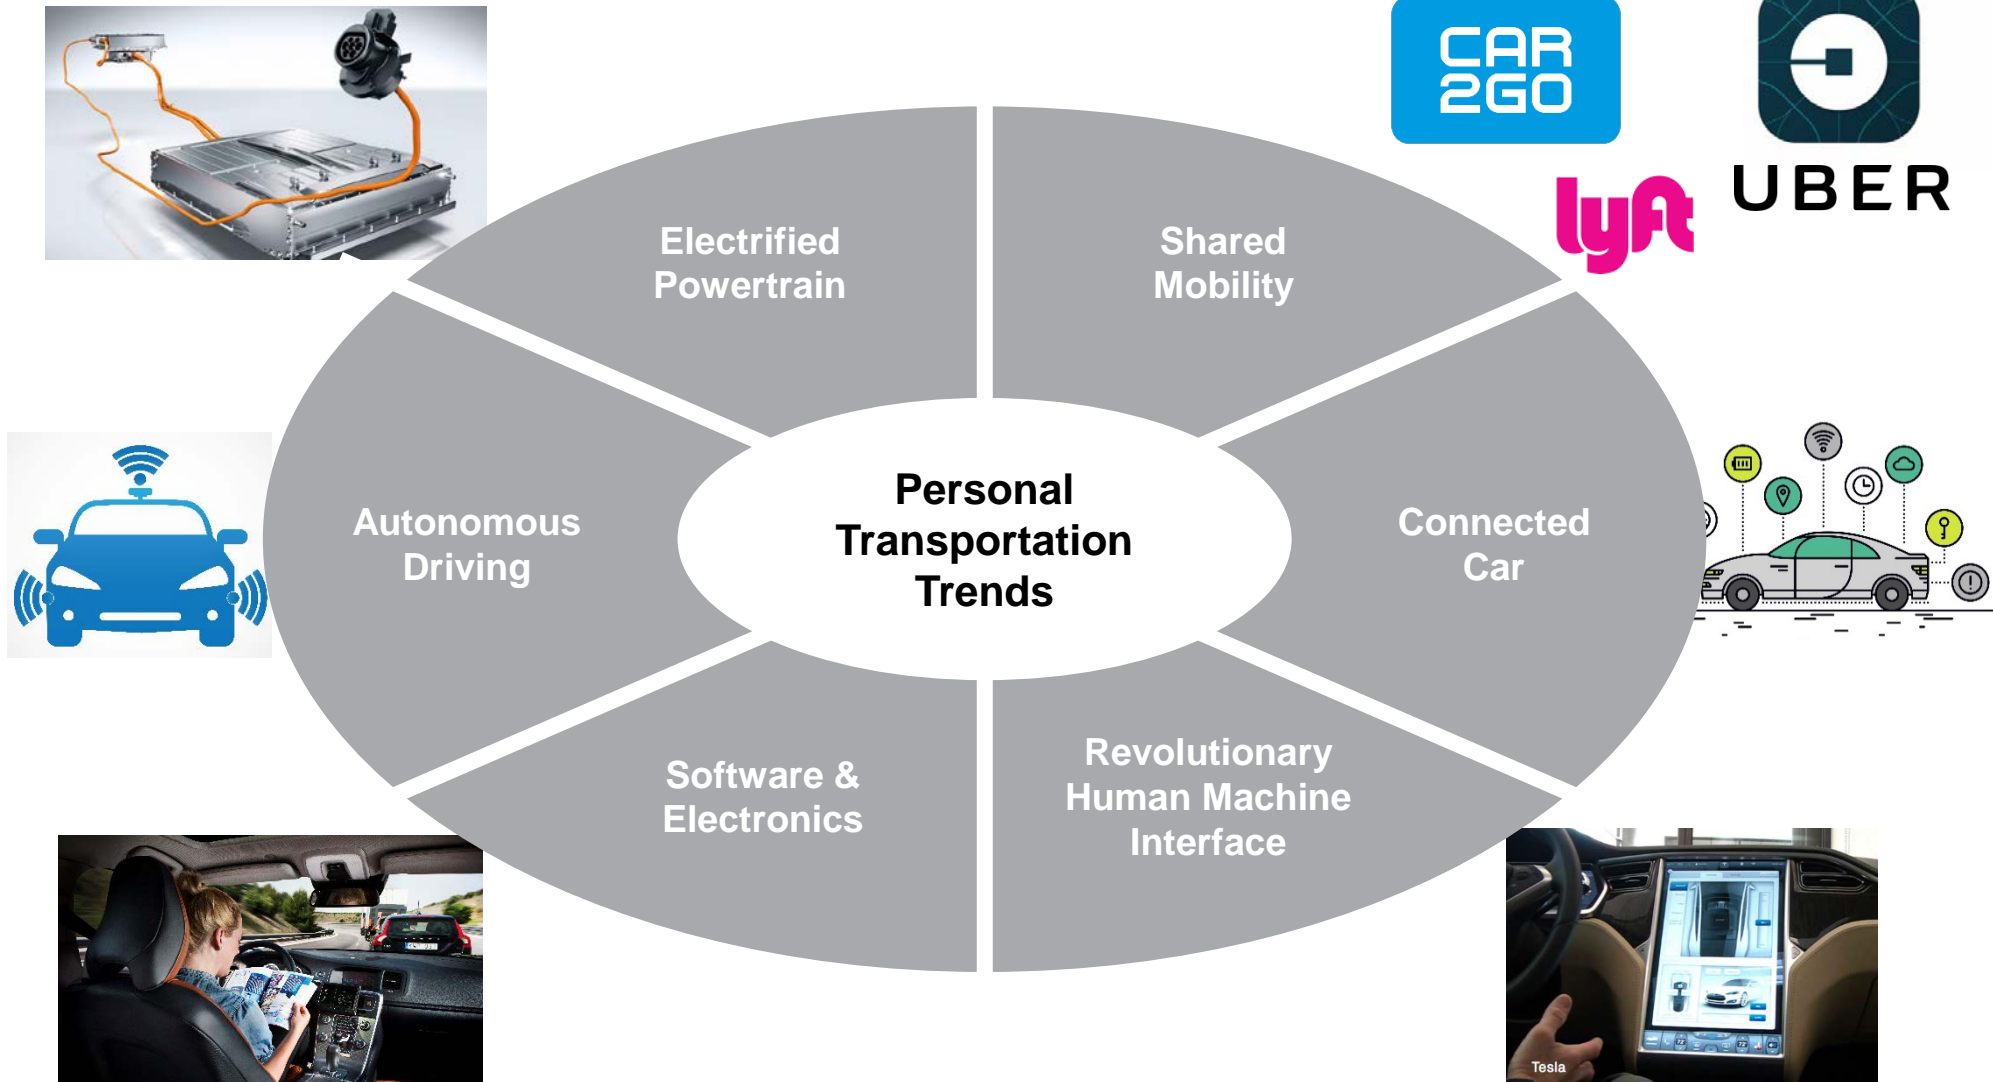 CAR
2GO
UBER
lyft
Electrified
Powertrain
Shared
Mobility
Autonomous
Driving
Personal
Transportation
Trends
Connected
Car
Software &
Electronics
Revolutionary
Human Machine
Interface
Tesla